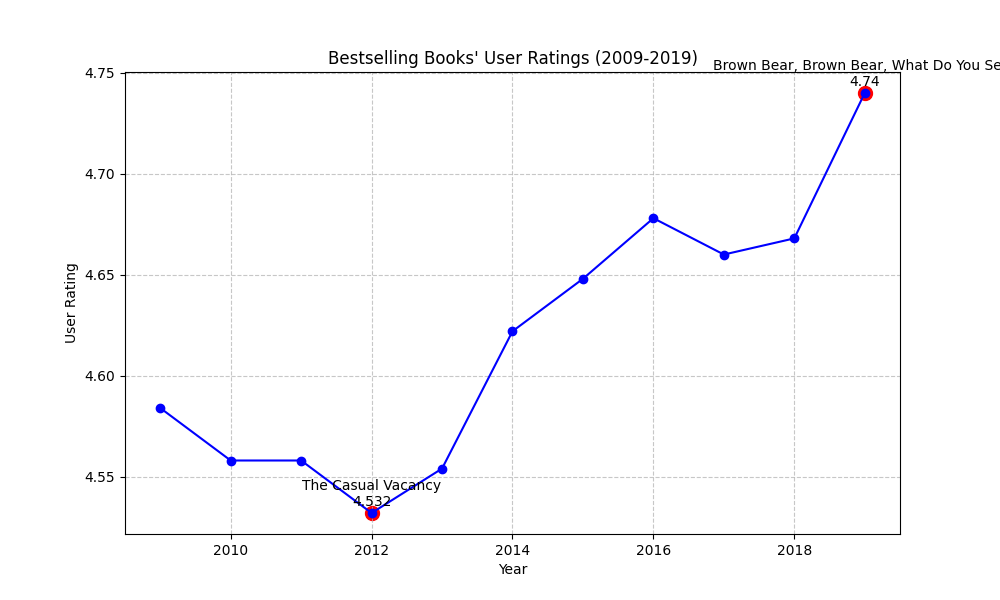 Bestselling Books' User Ratings (2009-2019)
Brown Bear, Brown Bear, What Do You Se
4.74
4.75
4.70
4.65
4.60
4.55
User Rating
The Casual Vacancy
4.532
2010
2012
2014
2016
2018
Year